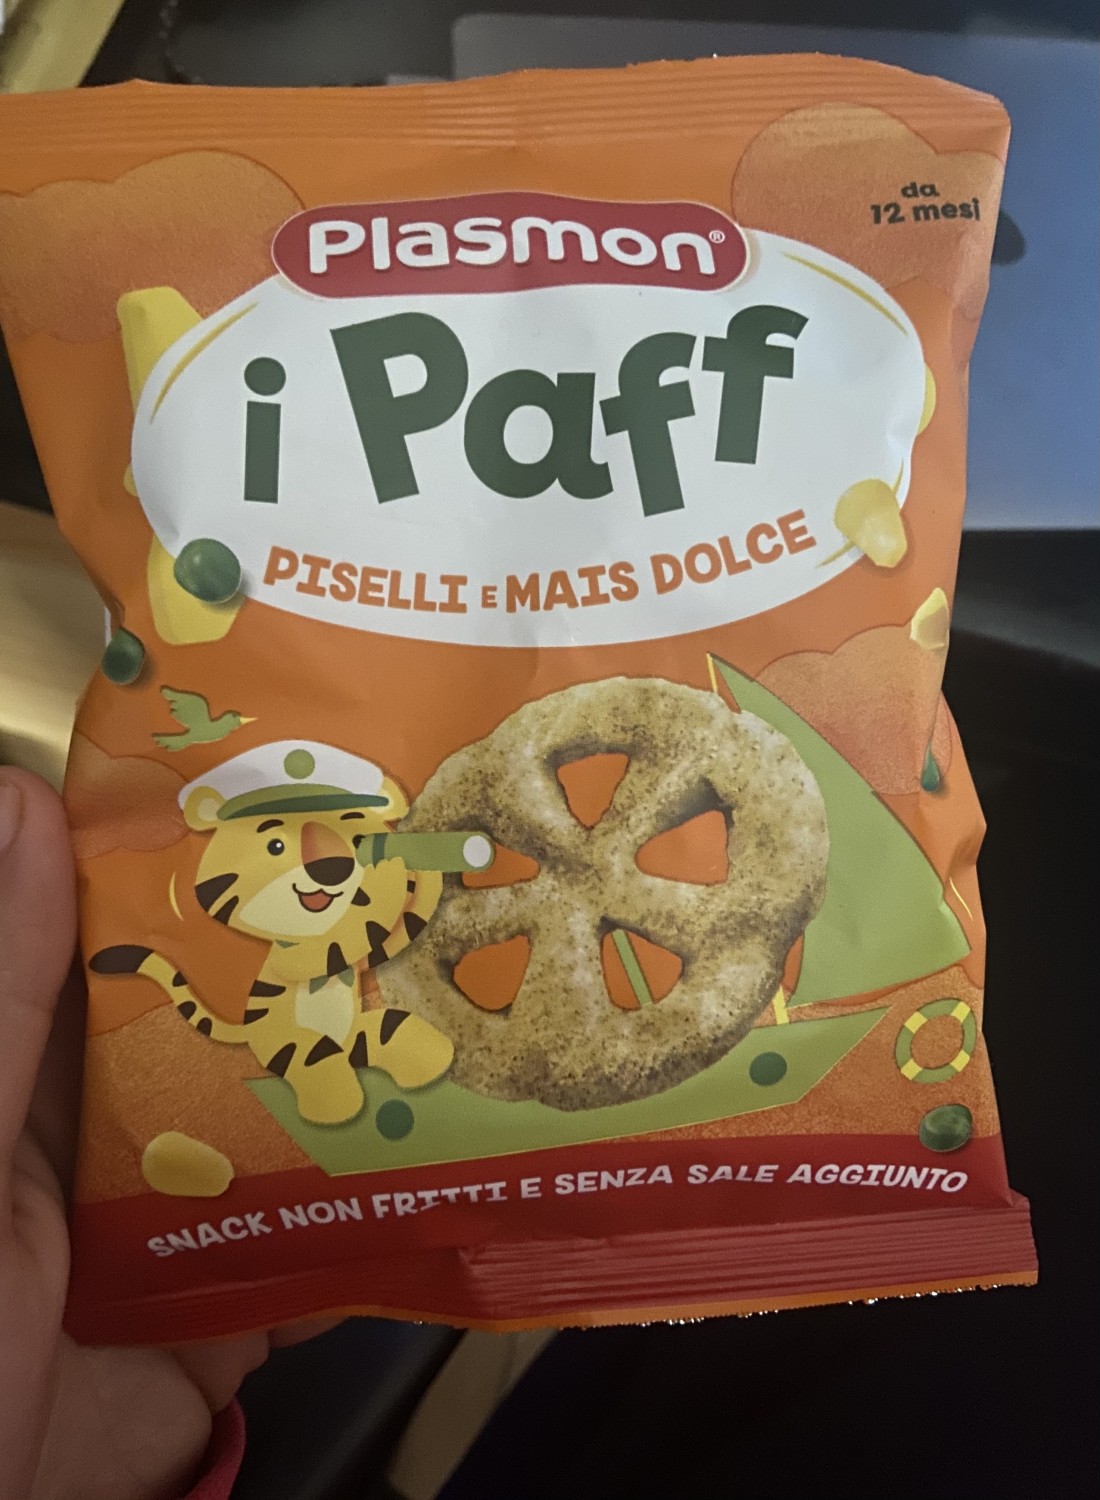 da
12 mesi
Plasmon®
i Paff
PISELLI E MAIS DOLCE
SNACK NON FRITTI E SENZA SALE AGGIUNTO